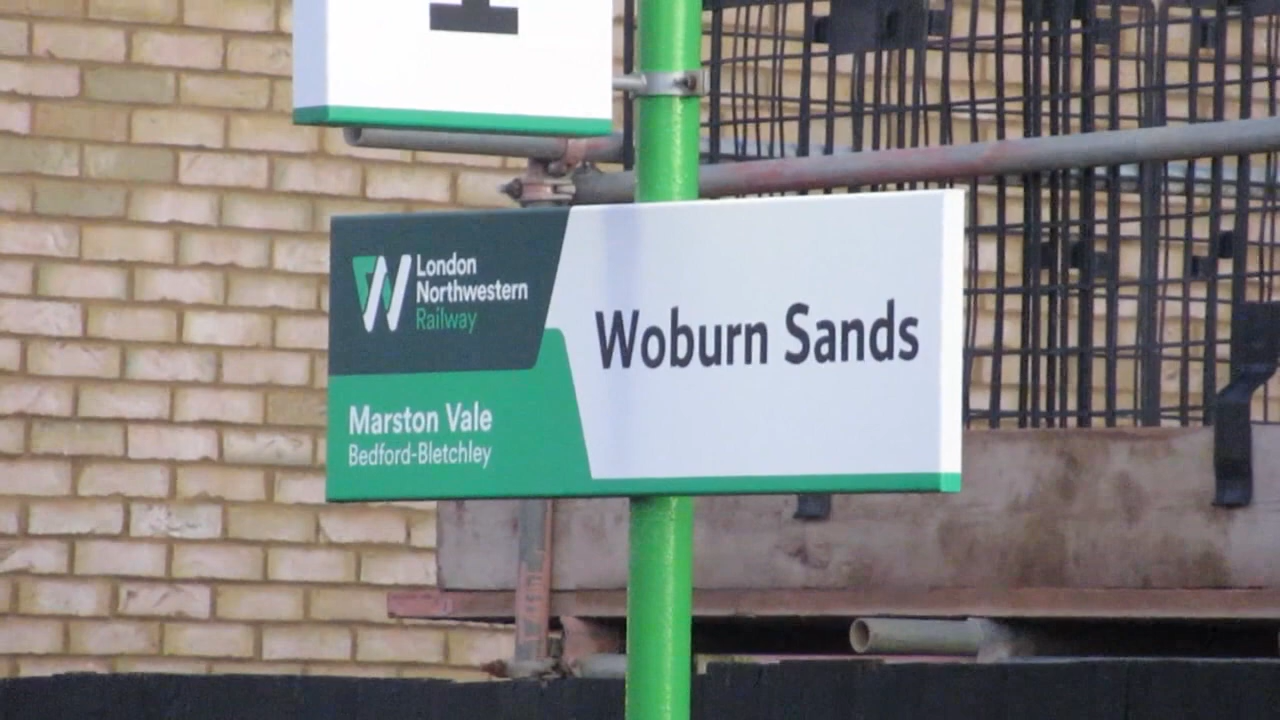 London
Northwestern
Railway
Marston Vale
Bedford-Bletchley
Woburn Sands